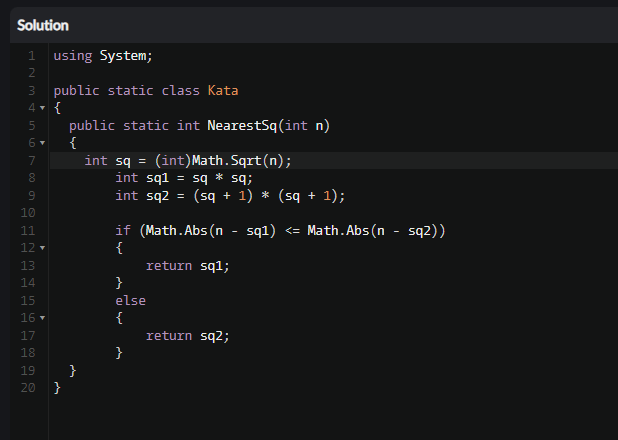 Solution
1 using System;
2
3 public static class Kata
4 {
5 public static int NearestSq(int n)
6 {
7 int sq = (int)Math.Sqrt(n);
8 int sq1 = sq * sq;
9 int sq2 = (sq + 1) * (sq + 1);
10
11 if (Math.Abs(n - sq1) <= Math.Abs(n - sq2))
12 {
13 return sq1;
14 }
15 else
16 {
17 return sq2;
18 }
19 }
20 }